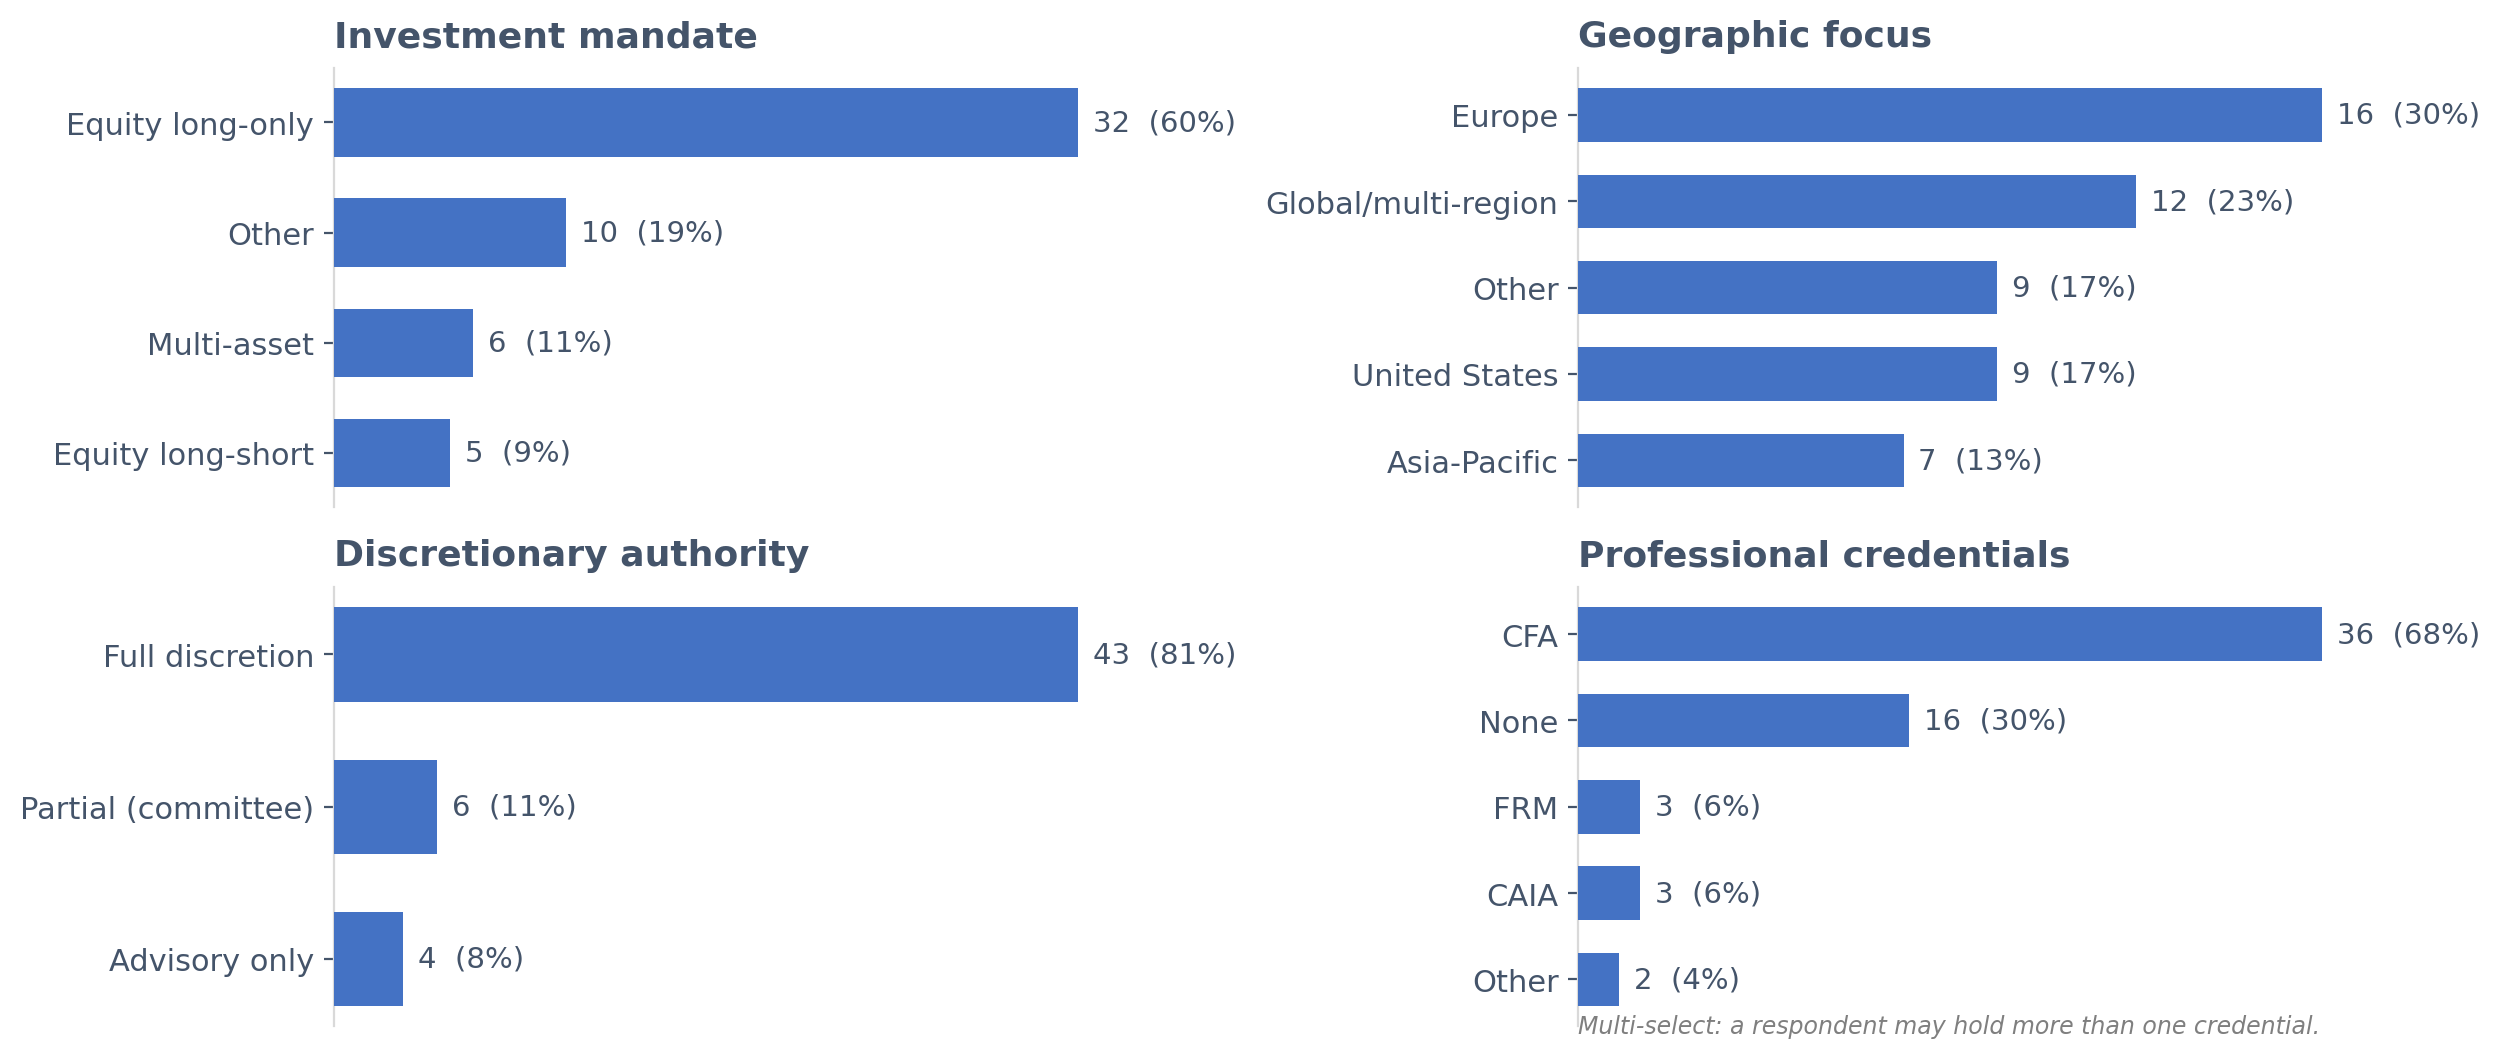 Investment mandate
Equity long-only 32 (60%)
Other 10 (19%)
Multi-asset 6 (11%)
Equity long-short 5 (9%)
Geographic focus
Europe 16 (30%)
Global/multi-region 12 (23%)
Other 9 (17%)
United States 9 (17%)
Asia-Pacific 7 (13%)
Discretionary authority
Full discretion 43 (81%)
Partial (committee) 6 (11%)
Advisory only 4 (8%)
Professional credentials
CFA 36 (68%)
None 16 (30%)
FRM 3 (6%)
CAIA 3 (6%)
Other 2 (4%)
Multi-select: a respondent may hold more than one credential.